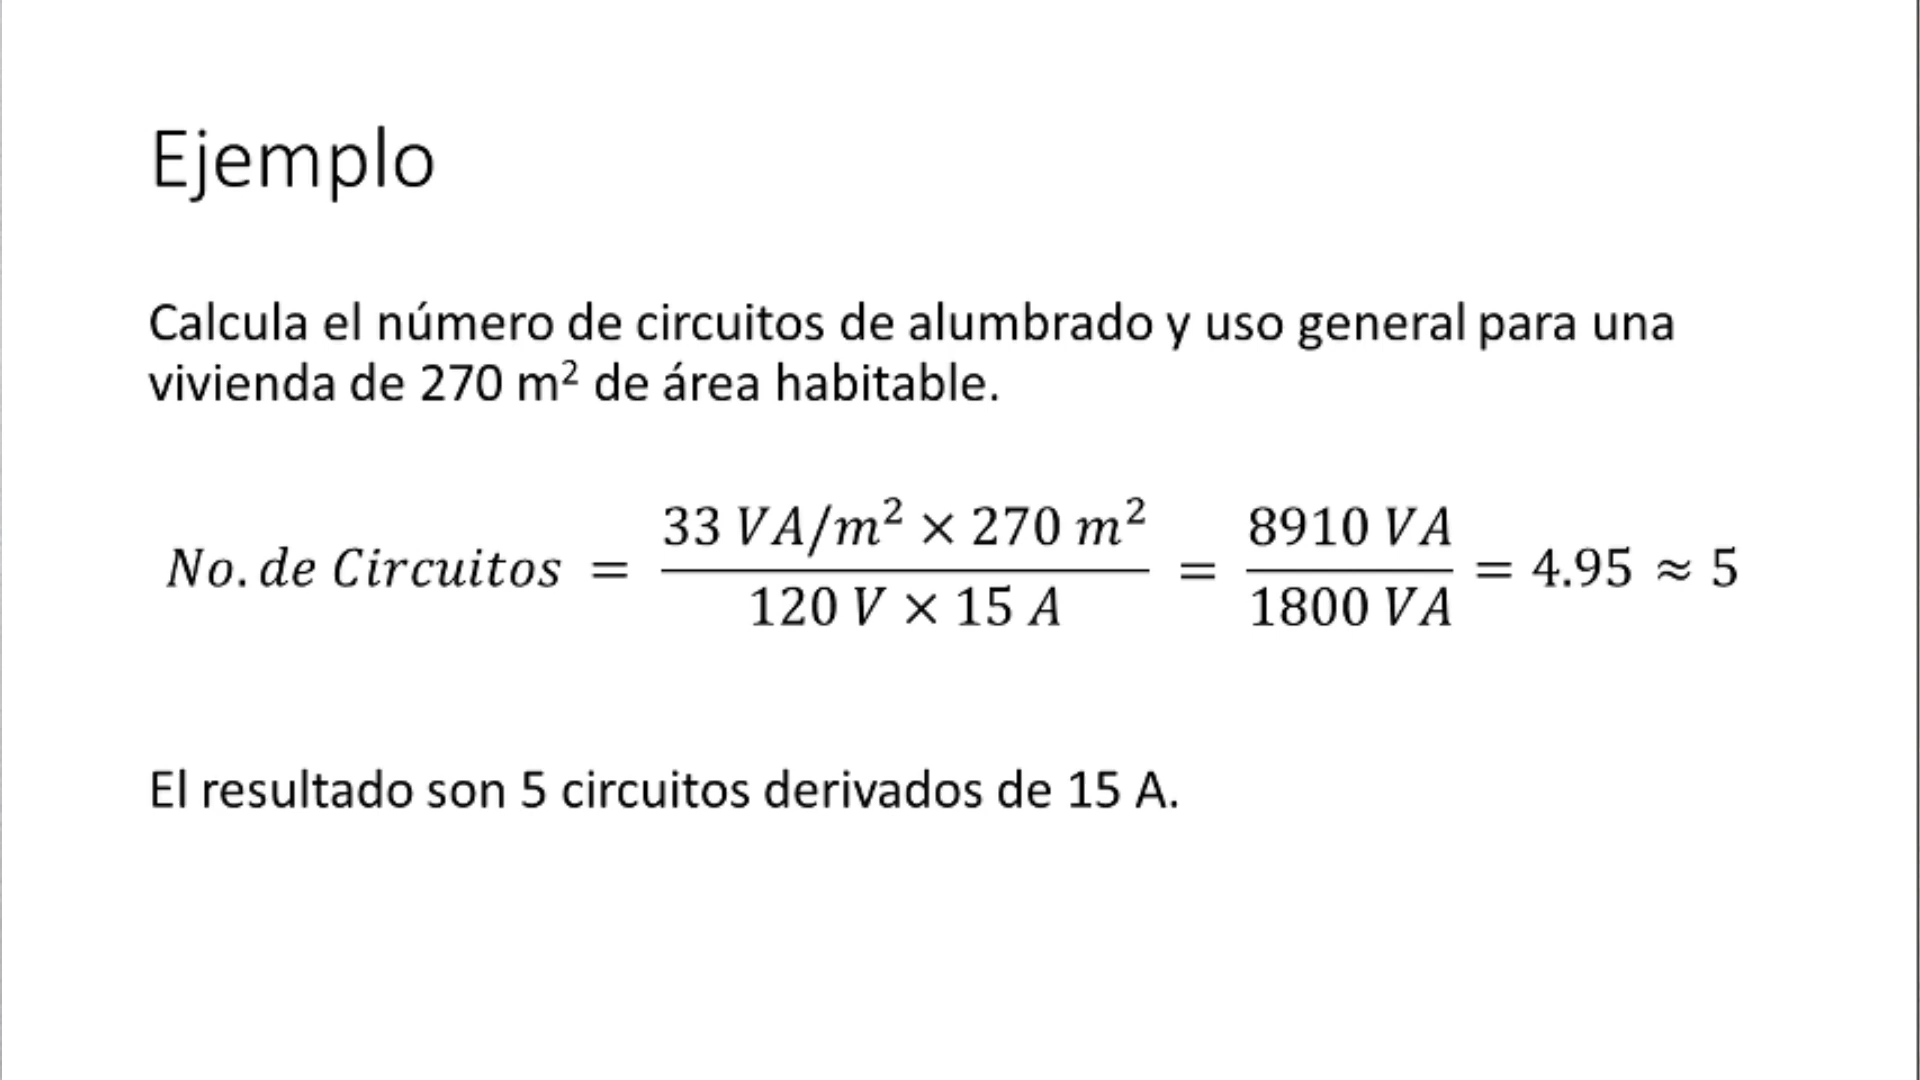 Ejemplo
Calcula el número de circuitos de alumbrado y uso general para una
vivienda de 270 m² de área habitable.
No. de Circuitos = (33 VA/m² × 270 m²)/(120 V × 15 A) = 8910 VA/1800 VA = 4.95 ≈ 5
El resultado son 5 circuitos derivados de 15 A.